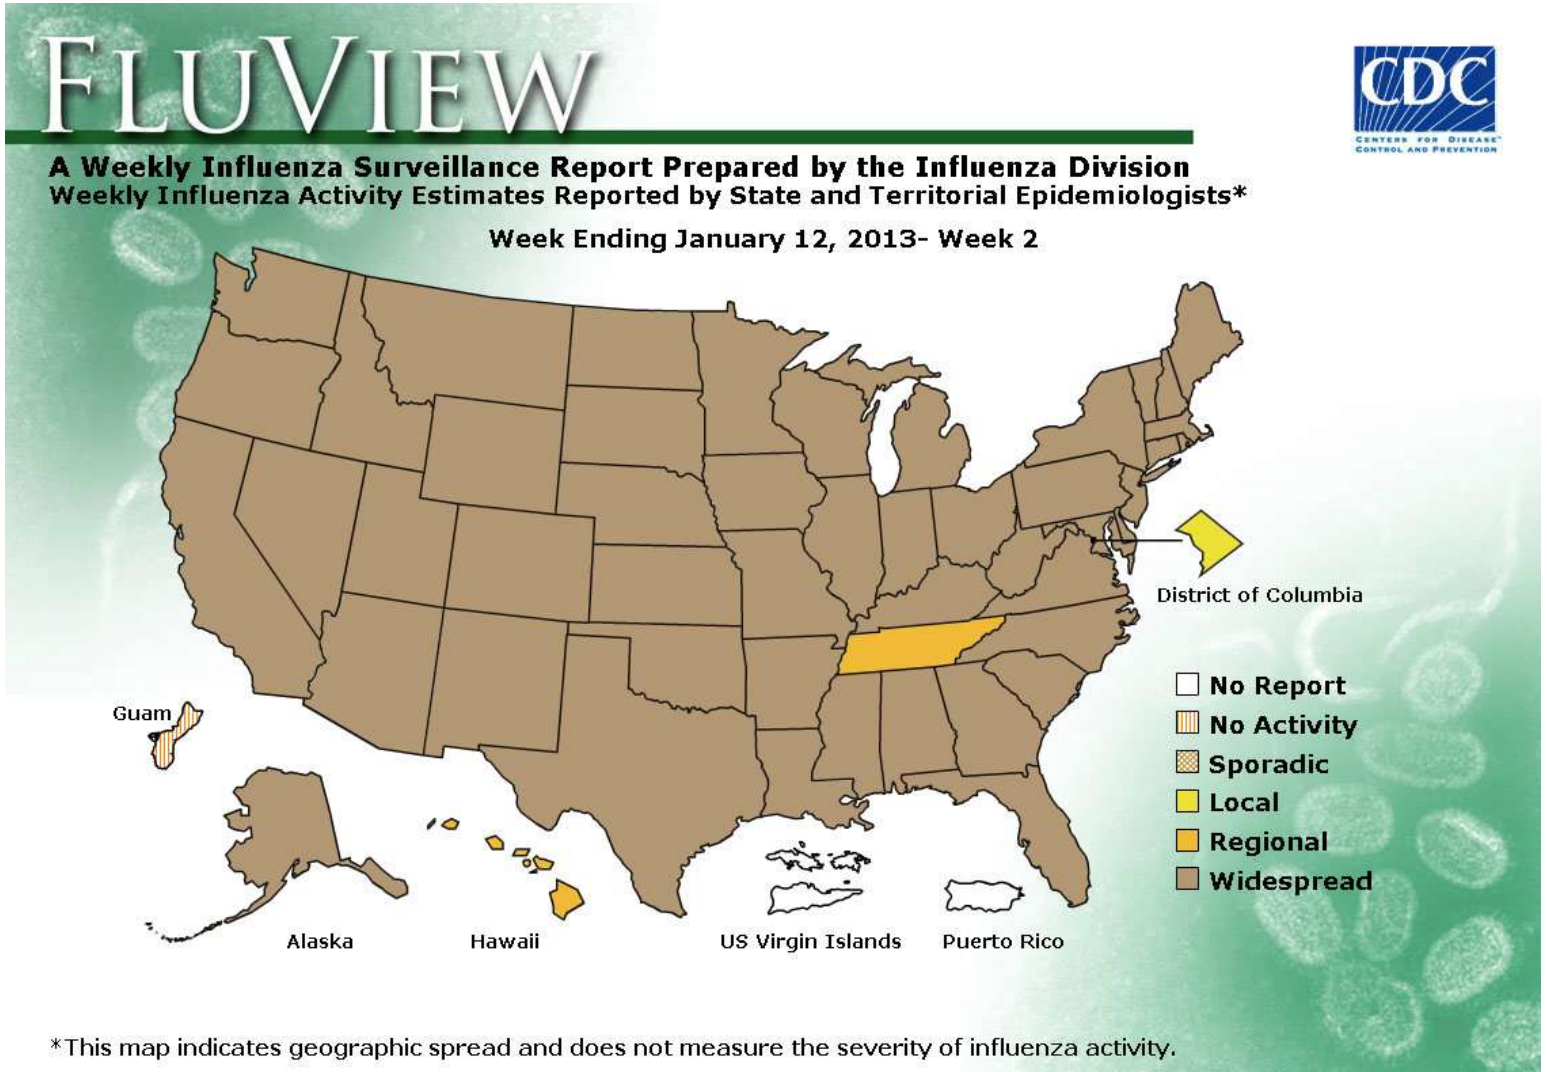 FLUVIEW
CDC
CENTERS FOR DISEASE™
CONTROL AND PREVENTION
A Weekly Influenza Surveillance Report Prepared by the Influenza Division
Weekly Influenza Activity Estimates Reported by State and Territorial Epidemiologists*
Week Ending January 12, 2013- Week 2
District of Columbia
No Report
No Activity
Sporadic
Local
Regional
Widespread
Guam
Alaska
Hawaii
US Virgin Islands
Puerto Rico
*This map indicates geographic spread and does not measure the severity of influenza activity.